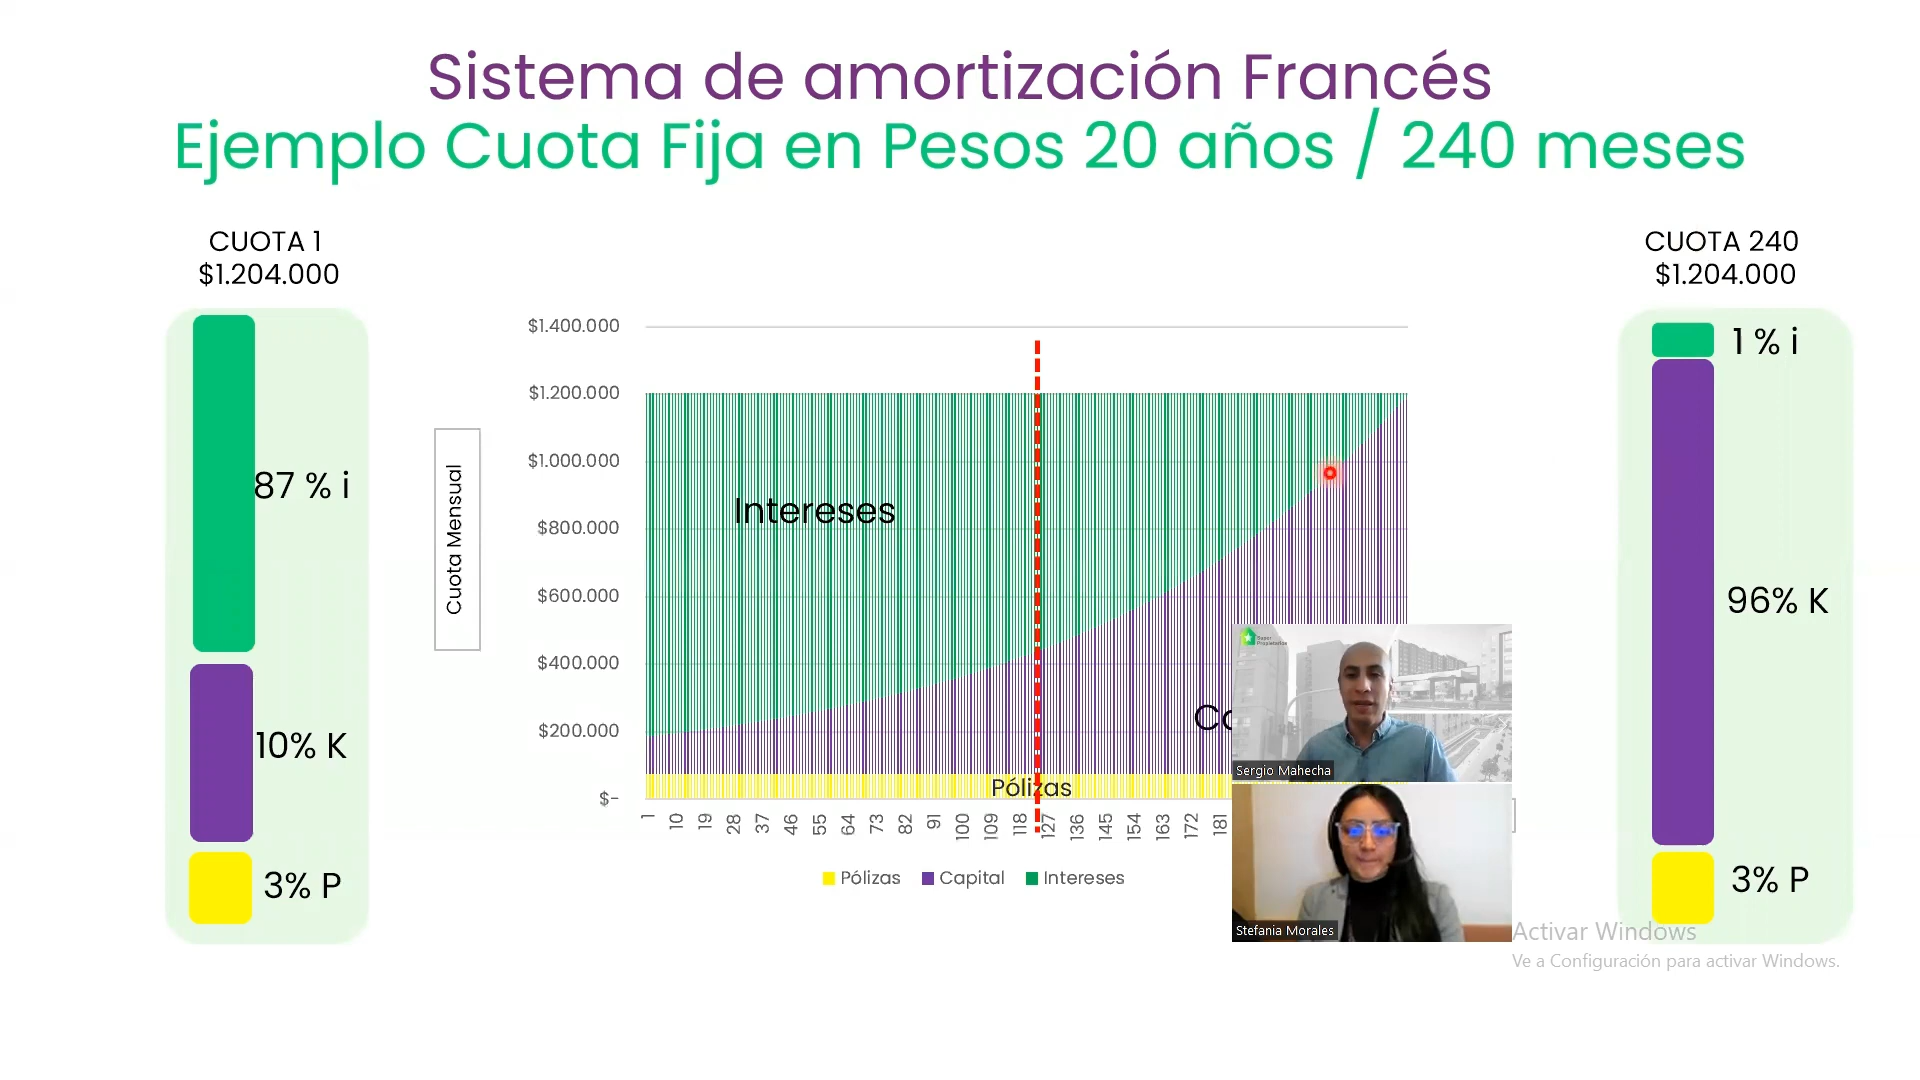 Sistema de amortización Francés
Ejemplo Cuota Fija en Pesos 20 años / 240 meses
CUOTA 1
$1.204.000
87 % i
10% K
3% P
Cuota Mensual
$1.400.000
$1.200.000
$1.000.000
$800.000
$600.000
$400.000
$200.000
$-
Intereses
Co
Pólizas
1 10 19 28 37 46 55 64 73 82 91 100 109 118 127 136 145 154 163 172 181
Pólizas Capital Intereses
Super
Propietarios
Sergio Mahecha
Stefania Morales
CUOTA 240
$1.204.000
1 % i
96% K
3% P
Activar Windows
Ve a Configuración para activar Windows.